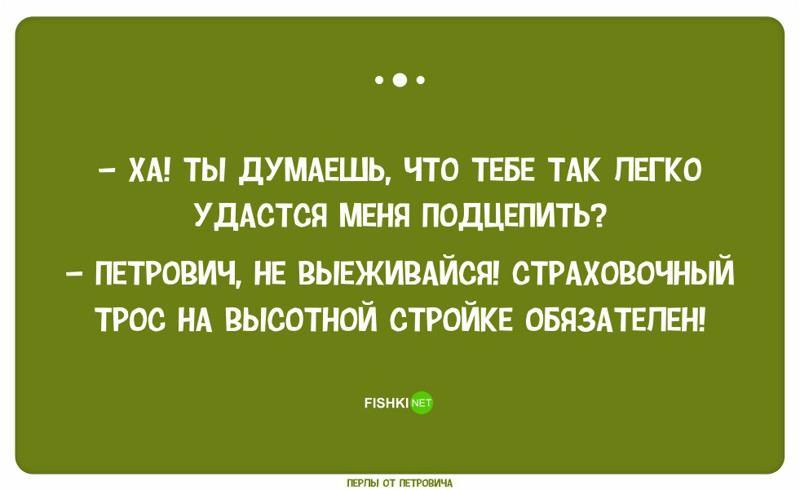 – ХА! ТЫ ДУМАЕШЬ, ЧТО ТЕБЕ ТАК ЛЕГКО
УДАСТСЯ МЕНЯ ПОДЦЕПИТЬ?
– ПЕТРОВИЧ, НЕ ВЫЕЖИВАЙСЯ! СТРАХОВОЧНЫЙ
ТРОС НА ВЫСОТНОЙ СТРОЙКЕ ОБЯЗАТЕЛЕН!
FISHKI NET
ПЕРЛЫ ОТ ПЕТРОВИЧА